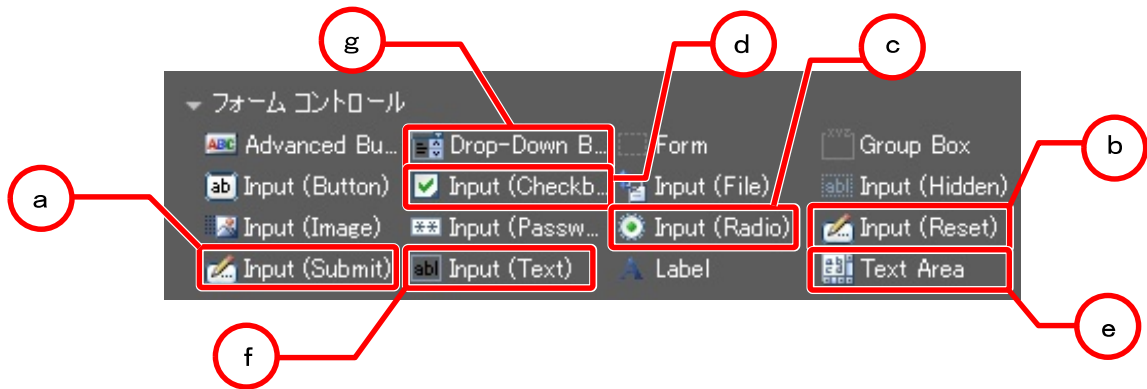 g
d
c
フォーム コントロール
Advanced Bu... Drop-Down B... Form Group Box
b
Input (Button) Input (Checkb... Input (File) Input (Hidden)
a
Input (Image) Input (Passw... Input (Radio) Input (Reset)
Input (Submit) Input (Text) Label Text Area
e
f